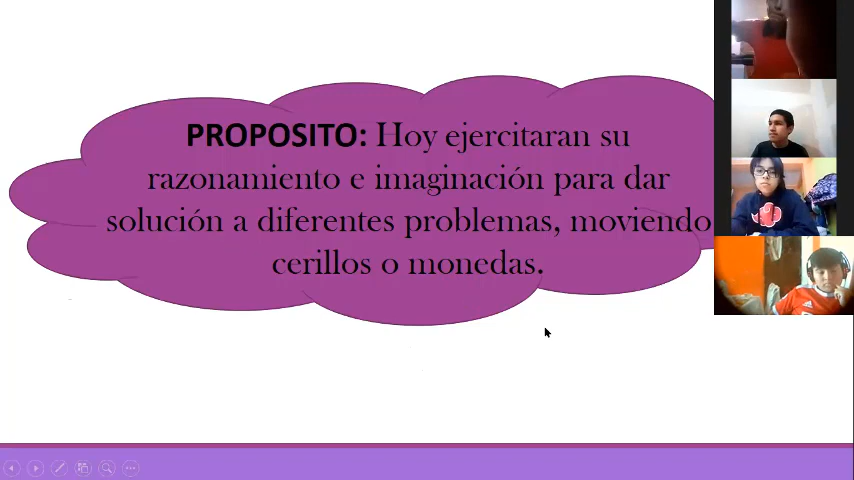 PROPOSITO: Hoy ejercitaran su
razonamiento e imaginación para dar
solución a diferentes problemas, moviendo
cerillos o monedas.